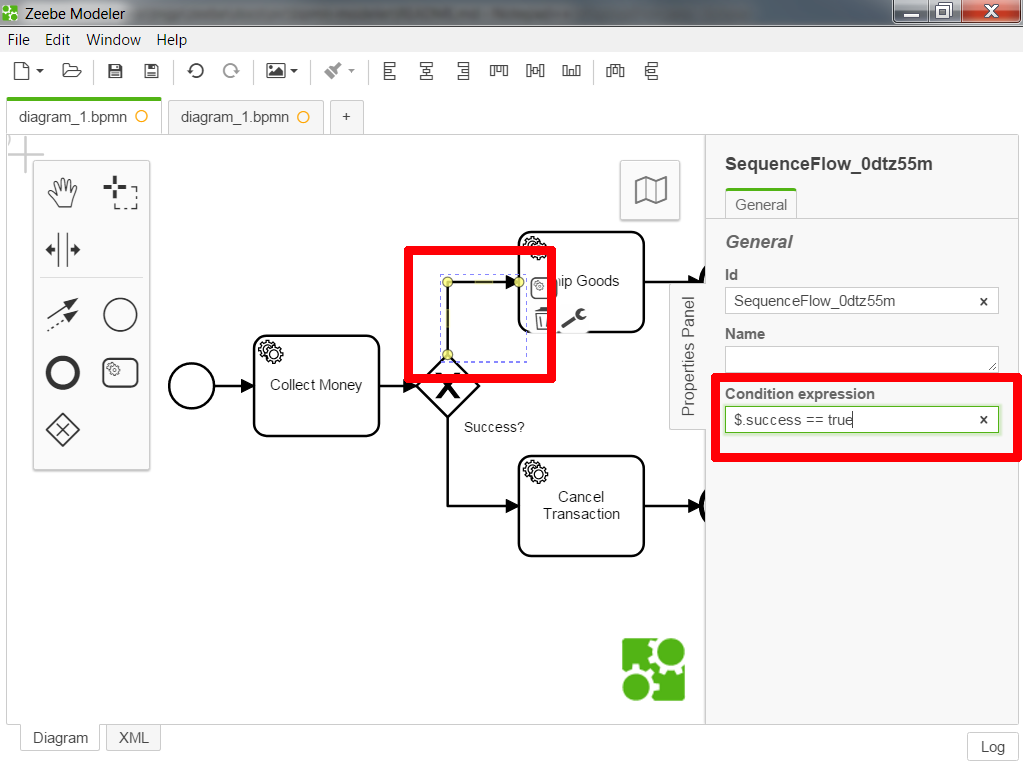 Zeebe Modeler
File Edit Window Help
diagram_1.bpmn
diagram_1.bpmn
+
SequenceFlow_0dtz55m
General
General
Id
SequenceFlow_0dtz55m
Name
Condition expression
$.success == true
Properties Panel
hip Goods
Collect Money
Success?
Cancel
Transaction
Diagram
XML
Log